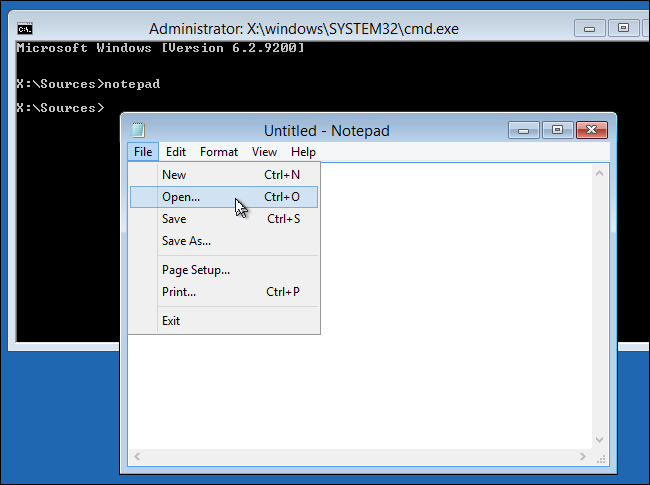 Administrator: X:\windows\SYSTEM32\cmd.exe
Microsoft Windows [Version 6.2.9200]
X:\Sources>notepad
X:\Sources>
Untitled - Notepad
File Edit Format View Help
New Ctrl+N
Open... Ctrl+O
Save Ctrl+S
Save As...
Page Setup...
Print... Ctrl+P
Exit